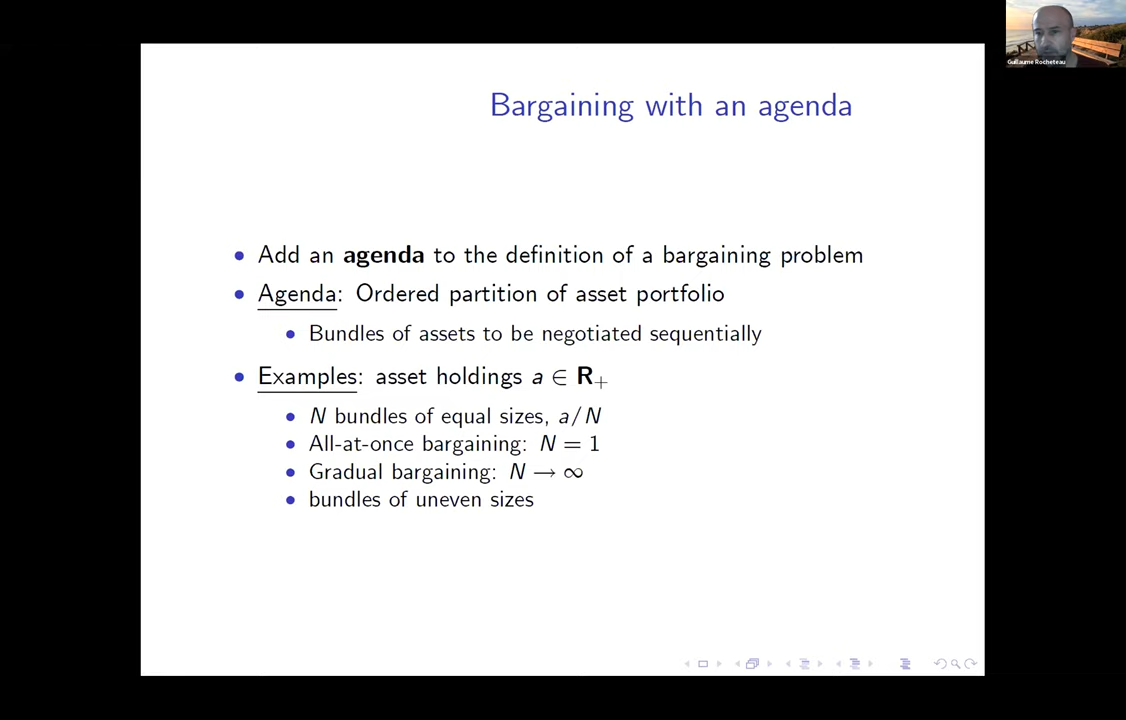 Guillaume Rocheteau
Bargaining with an agenda
• Add an agenda to the definition of a bargaining problem
• Agenda: Ordered partition of asset portfolio
• Bundles of assets to be negotiated sequentially
• Examples: asset holdings a ∈ R₊
• N bundles of equal sizes, a/N
• All-at-once bargaining: N = 1
• Gradual bargaining: N → ∞
• bundles of uneven sizes